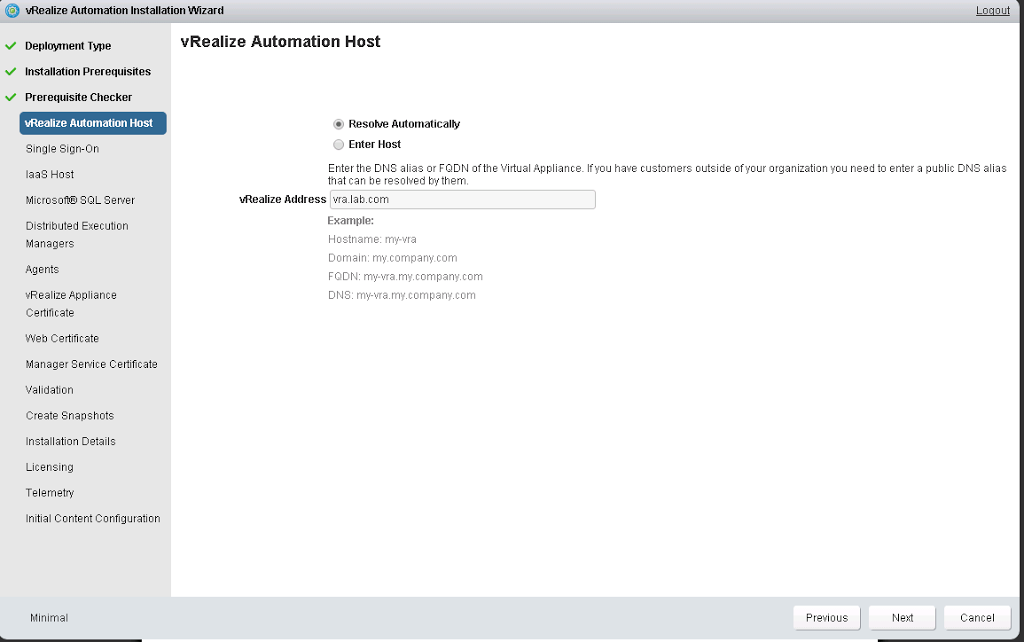 vRealize Automation Installation Wizard
Logout
Deployment Type
Installation Prerequisites
Prerequisite Checker
vRealize Automation Host
Single Sign-On
IaaS Host
Microsoft® SQL Server
Distributed Execution
Managers
Agents
vRealize Appliance
Certificate
Web Certificate
Manager Service Certificate
Validation
Create Snapshots
Installation Details
Licensing
Telemetry
Initial Content Configuration
vRealize Automation Host
Resolve Automatically
Enter Host
Enter the DNS alias or FQDN of the Virtual Appliance. If you have customers outside of your organization you need to enter a public DNS alias
that can be resolved by them.
vRealize Address vra.lab.com
Example:
Hostname: my-vra
Domain: my.company.com
FQDN: my-vra.my.company.com
DNS: my-vra.my.company.com
Minimal
Previous
Next
Cancel